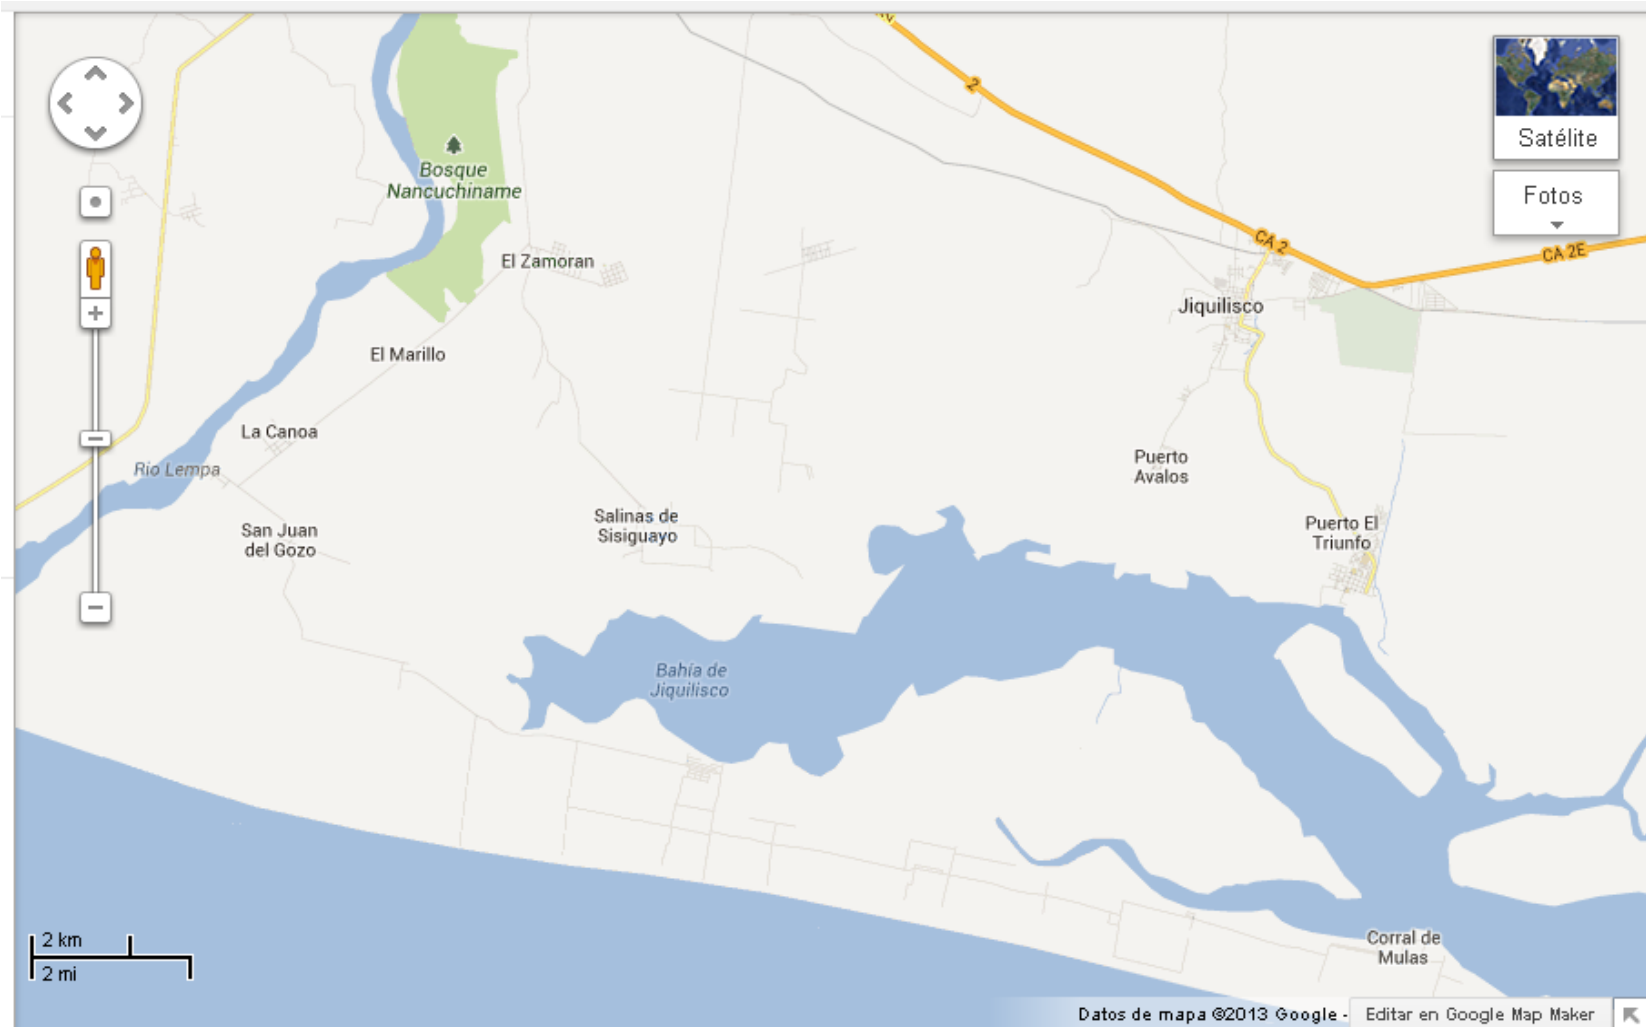 2
Satélite
Bosque
Nancuchiname
Fotos
CA 2
CA 2E
El Zamoran
Jiquilisco
El Marillo
La Canoa
Rio Lempa
Puerto
Avalos
San Juan
del Gozo
Salinas de
Sisiguayo
Puerto El
Triunfo
Bahía de
Jiquilisco
2 km
2 mi
Corral de
Mulas
Datos de mapa ©2013 Google -
Editar en Google Map Maker